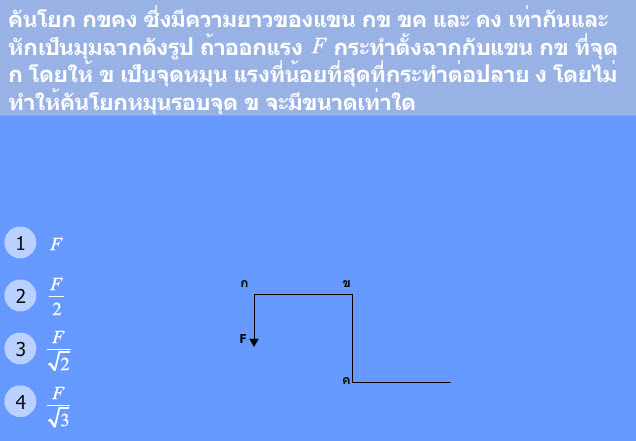 คันโยก กขคง ซึ่งมีความยาวของแขน กข ขค และ คง เท่ากันและ
หักเป็นมุมฉากดังรูป ถ้าออกแรง F กระทำตั้งฉากกับแขน กข ที่จุด
ก โดยให้ ข เป็นจุดหมุน แรงที่น้อยที่สุดที่กระทำต่อปลาย ง โดยไม่
ทำให้คันโยกหมุนรอบจุด ข จะมีขนาดเท่าใด
1 F
2 F/2
3 F/√2
4 F/√3
ก ข
F
ค